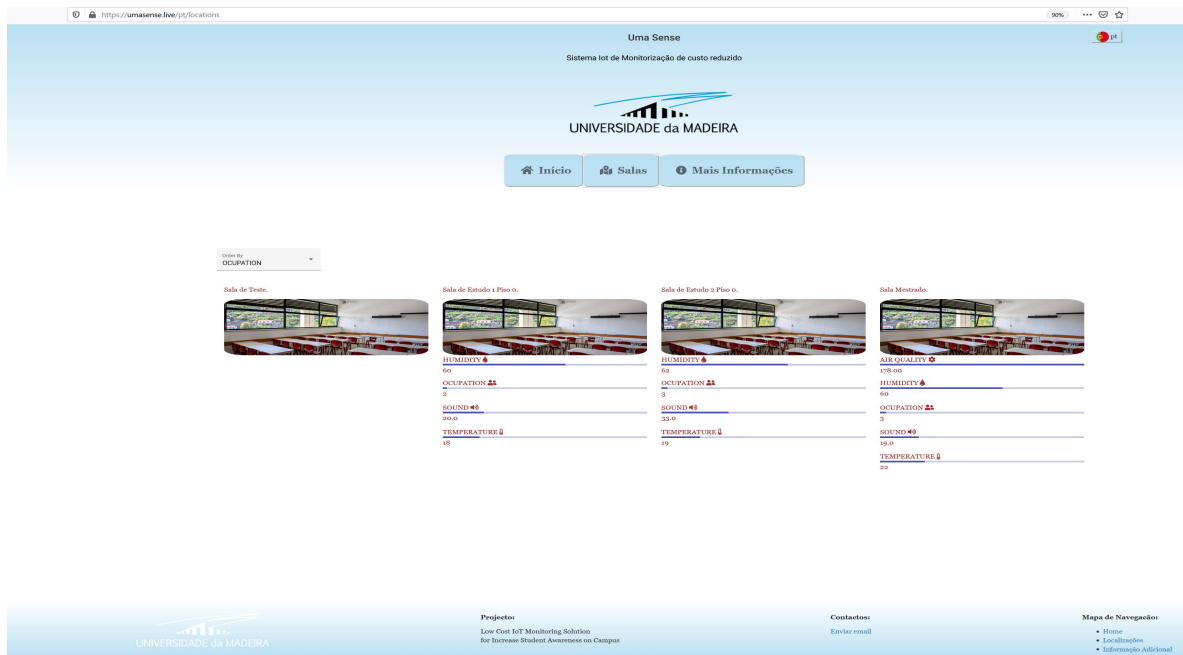 https://umasense.live/pt/locations
90%
Uma Sense
pt
Sistema Iot de Monitorização de custo reduzido
UNIVERSIDADE da MADEIRA
Início
Salas
Mais Informações
Order By
OCUPATION
Sala de Teste.
Sala de Estudo 1 Piso 0.
HUMIDITY
60
OCUPATION
2
SOUND
20.0
TEMPERATURE
18
Sala de Estudo 2 Piso 0.
HUMIDITY
62
OCUPATION
3
SOUND
33.0
TEMPERATURE
19
Sala Mestrado.
AIR QUALITY
178.00
HUMIDITY
60
OCUPATION
3
SOUND
19.0
TEMPERATURE
22
UNIVERSIDADE da MADEIRA
Projecto:
Low Cost IoT Monitoring Solution
for Increase Student Awareness on Campus
Contactos:
Enviar email
Mapa de Navegacão:
Home
Localizações
Informação Adicional